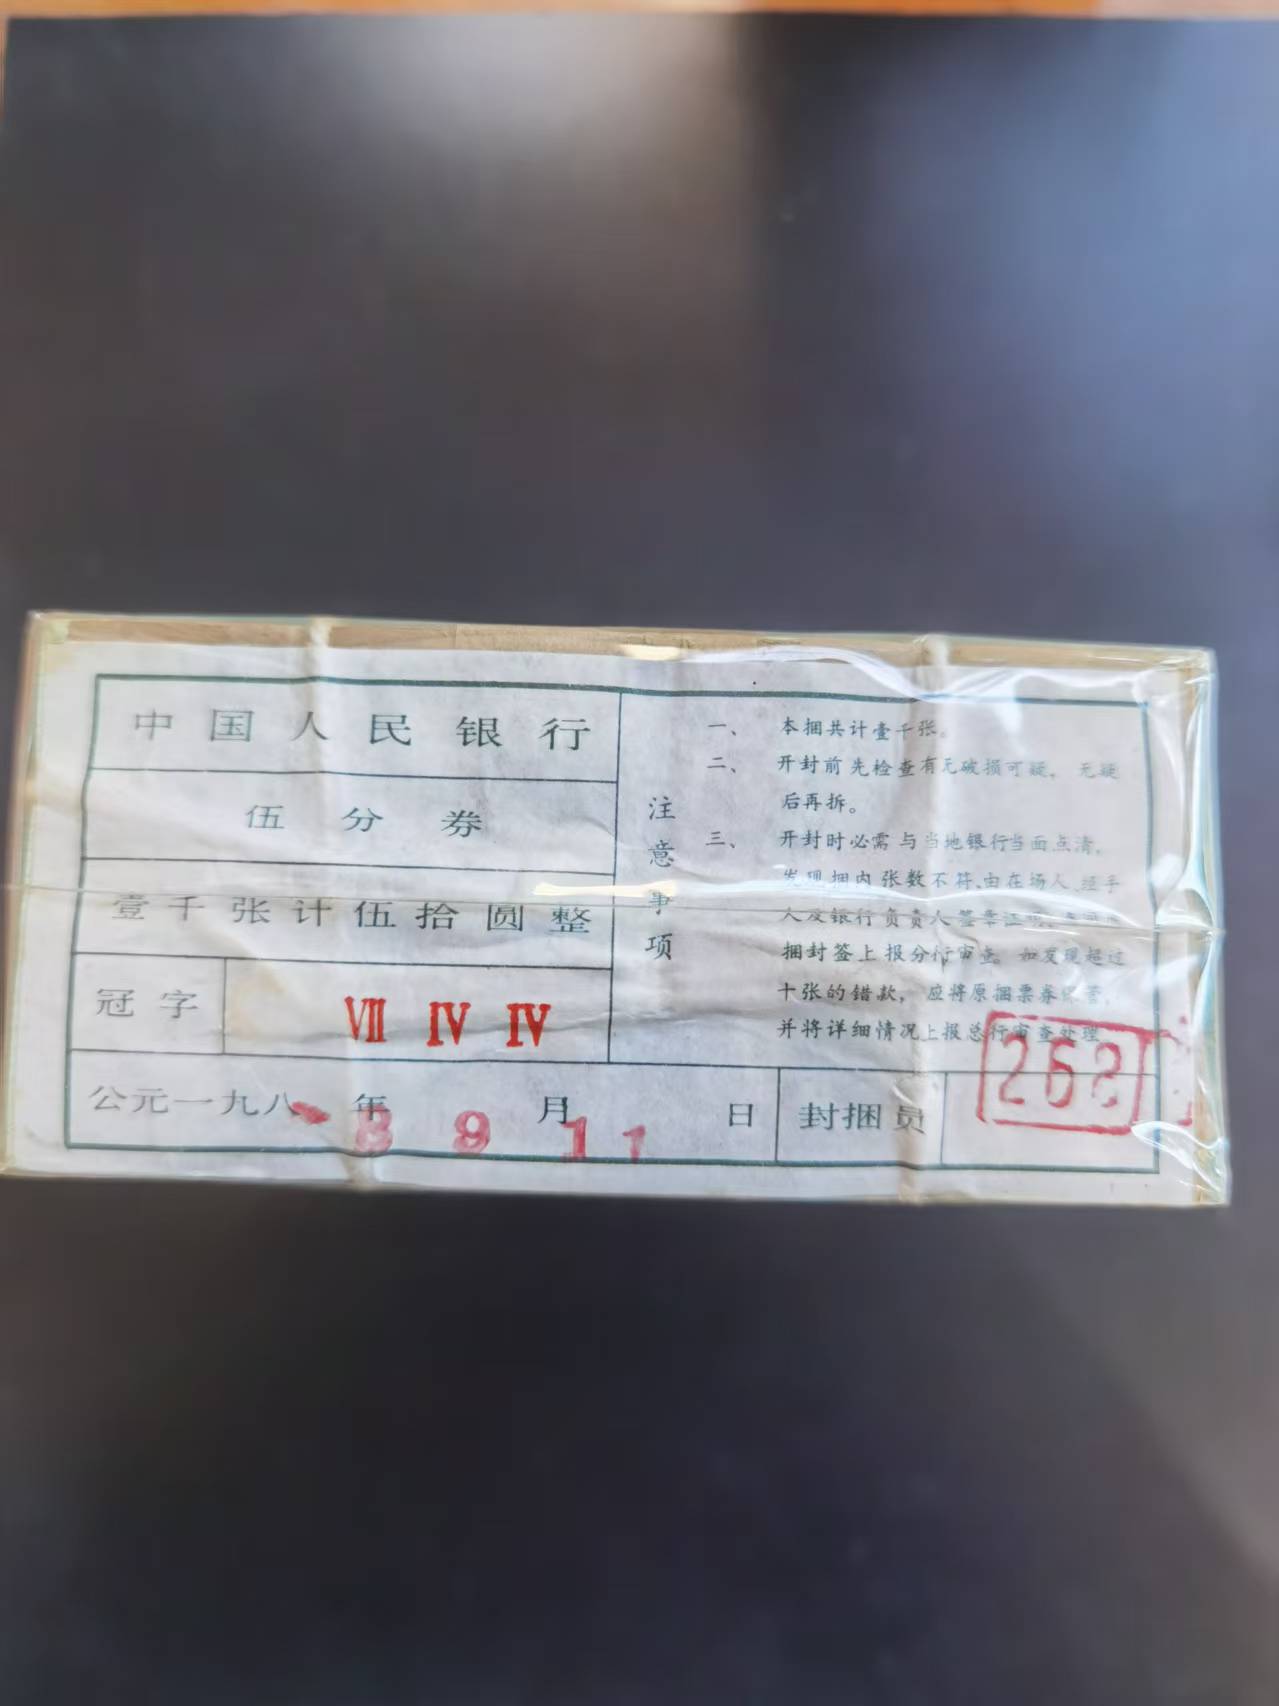 中国人民银行
伍分券
壹千张计伍拾圆整
冠字 Ⅶ Ⅳ Ⅳ
公元一九八 年 月 日 封捆员
8 9 1 1
268
注意事项
一、 本捆共计壹千张。
二、 开封前先检查有无破损可疑， 无疑
后再拆。
三、 开封时必需与当地银行当面点清，
发现捆内张数不符,由在场人、经手
人及银行负责人签章证明,
捆封签上报分行审查。如发现超过
十张的错款， 应将原捆票券保管，
并将详细情况上报总行审查处理